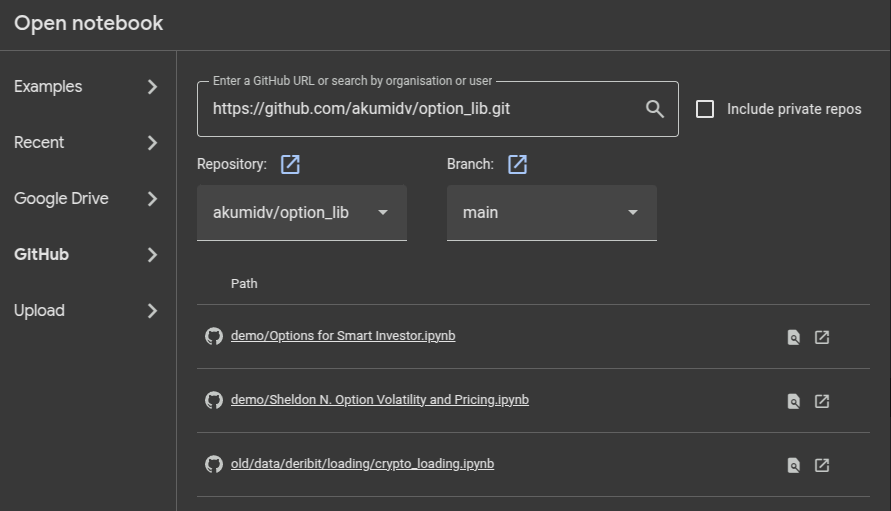 Open notebook
Examples
Recent
Google Drive
GitHub
Upload
Enter a GitHub URL or search by organisation or user
https://github.com/akumidv/option_lib.git
Include private repos
Repository:
Branch:
akumidv/option_lib
main
Path
demo/Options for Smart Investor.ipynb
demo/Sheldon N. Option Volatility and Pricing.ipynb
old/data/deribit/loading/crypto_loading.ipynb